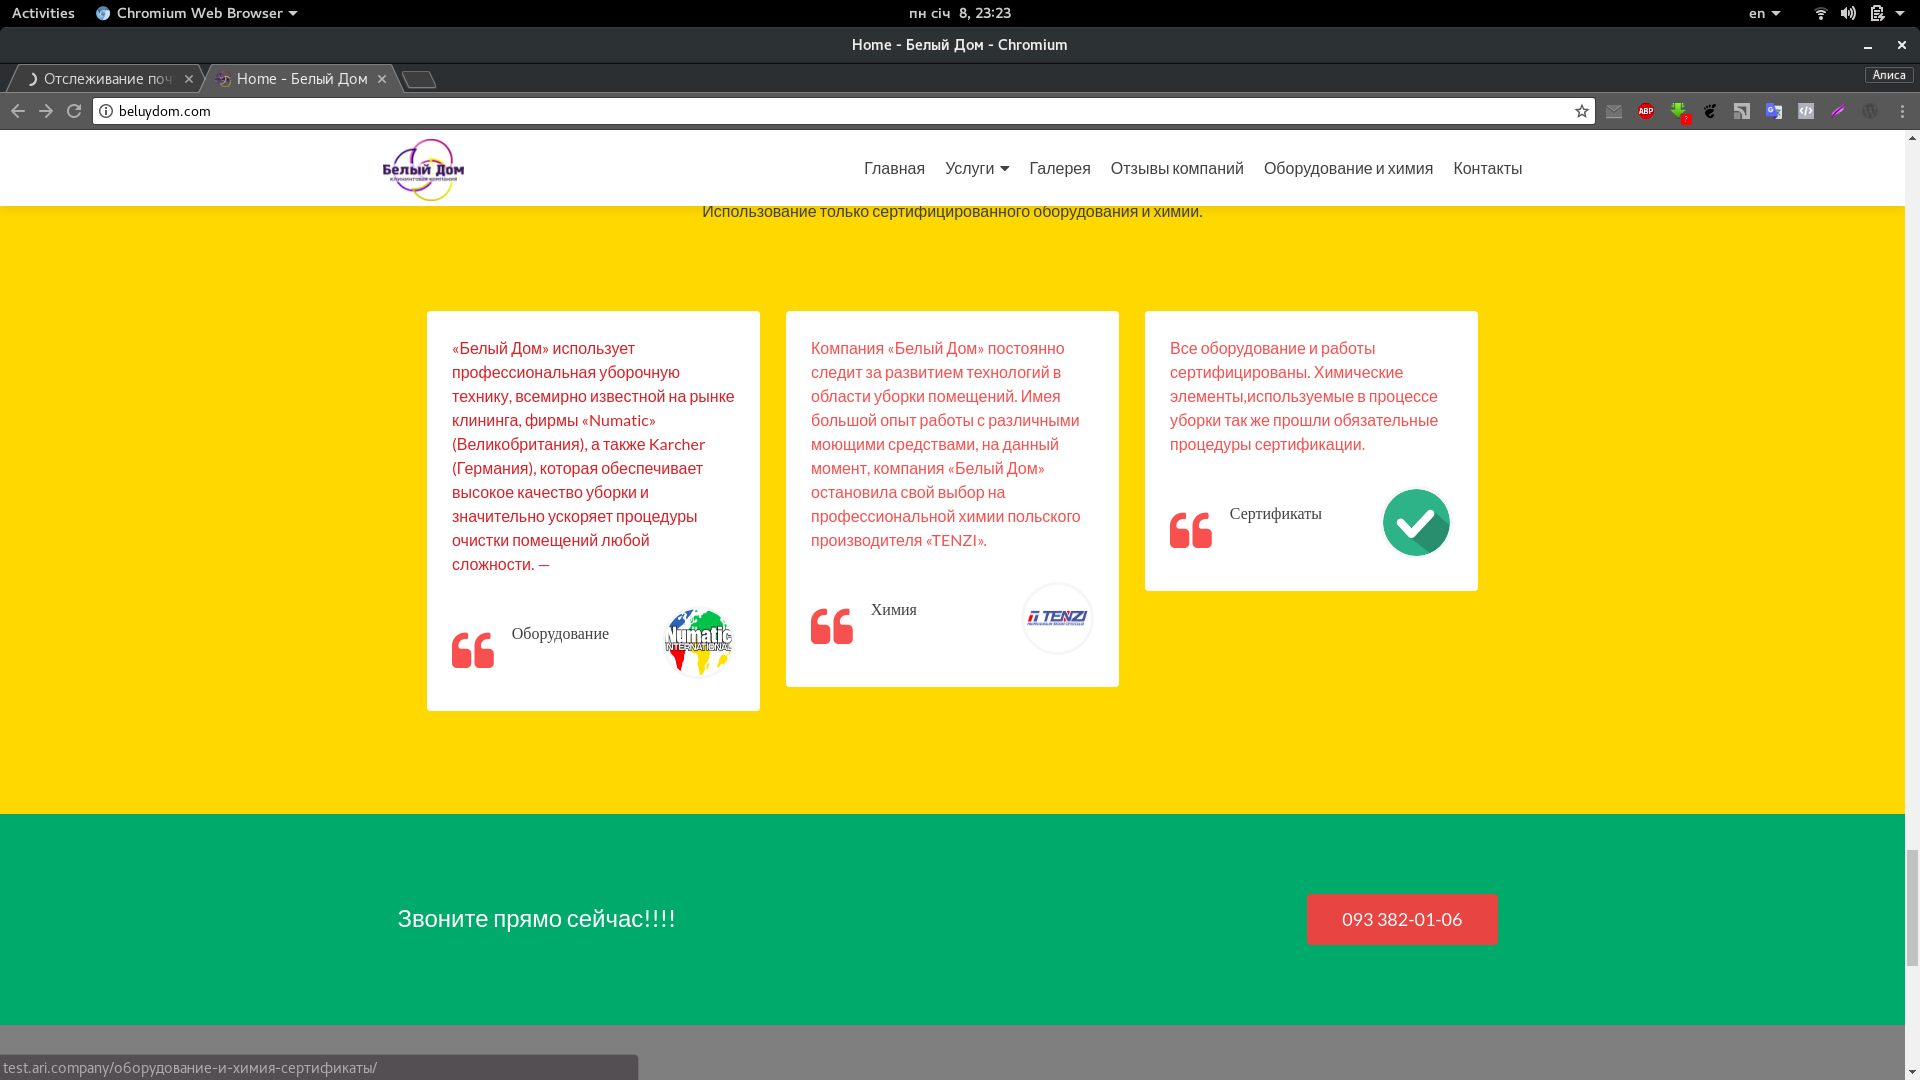 Activities
Chromium Web Browser
пн січ 8, 23:23
en
Home - Белый Дом - Chromium
Отслеживание поч
Home - Белый Дом
Алиса
beluydom.com
ABP
Белый Дом
клининговая компания
Главная
Услуги
Галерея
Отзывы компаний
Оборудование и химия
Контакты
Использование только сертифицированного оборудования и химии.
«Белый Дом» использует
профессиональная уборочную
технику, всемирно известной на рынке
клининга, фирмы «Numatic»
(Великобритания), а также Karcher
(Германия), которая обеспечивает
высокое качество уборки и
значительно ускоряет процедуры
очистки помещений любой
сложности. —
Оборудование
Numatic
INTERNATIONAL
Компания «Белый Дом» постоянно
следит за развитием технологий в
области уборки помещений. Имея
большой опыт работы с различными
моющими средствами, на данный
момент, компания «Белый Дом»
остановила свой выбор на
профессиональной химии польского
производителя «TENZI».
Химия
TENZI
Все оборудование и работы
сертифицированы. Химические
элементы,используемые в процессе
уборки так же прошли обязательные
процедуры сертификации.
Сертификаты
Звоните прямо сейчас!!!!
093 382-01-06
test.ari.company/оборудование-и-химия-сертификаты/